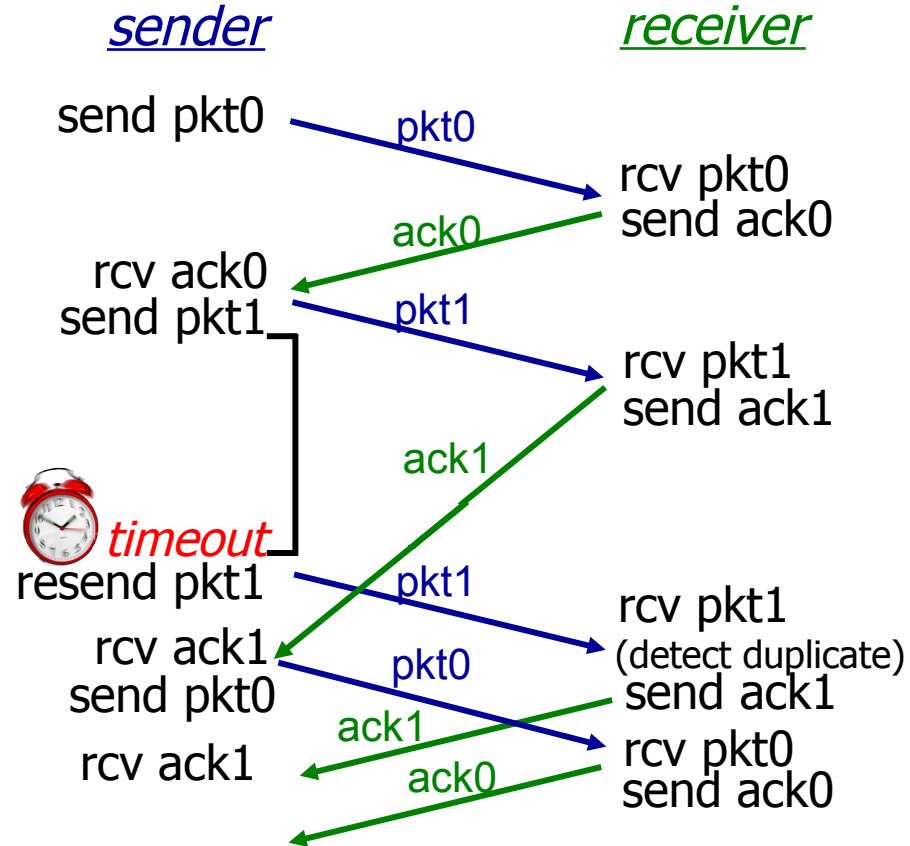 sender
receiver
send pkt0
pkt0
rcv pkt0
send ack0
ack0
rcv ack0
send pkt1
pkt1
rcv pkt1
send ack1
ack1
timeout
resend pkt1
pkt1
rcv pkt1
(detect duplicate)
send ack1
rcv ack1
send pkt0
pkt0
ack1
rcv ack1
rcv pkt0
send ack0
ack0